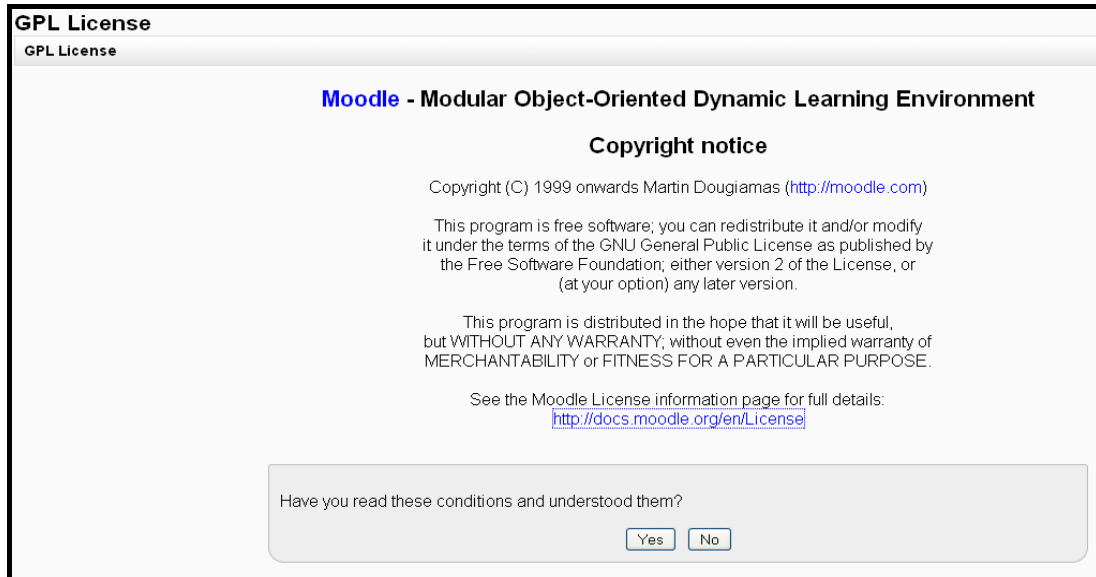 GPL License
GPL License
Moodle - Modular Object-Oriented Dynamic Learning Environment
Copyright notice
Copyright (C) 1999 onwards Martin Dougiamas (http://moodle.com)
This program is free software; you can redistribute it and/or modify
it under the terms of the GNU General Public License as published by
the Free Software Foundation; either version 2 of the License, or
(at your option) any later version.
This program is distributed in the hope that it will be useful,
but WITHOUT ANY WARRANTY; without even the implied warranty of
MERCHANTABILITY or FITNESS FOR A PARTICULAR PURPOSE.
See the Moodle License information page for full details:
http://docs.moodle.org/en/License
Have you read these conditions and understood them?
Yes No